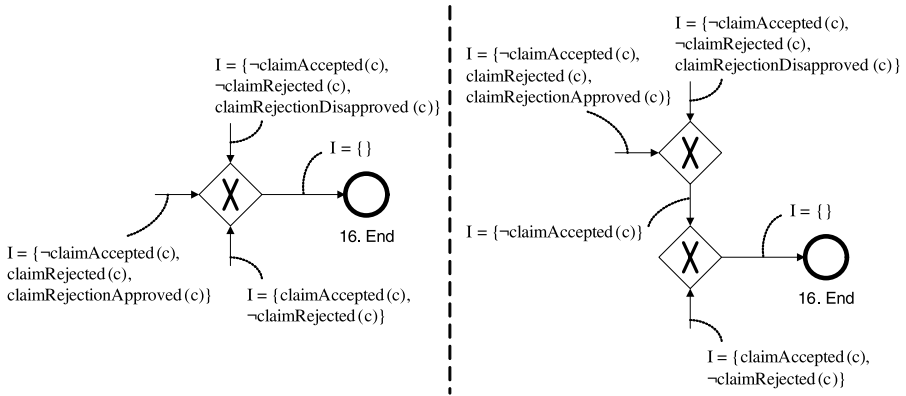 I = {¬claimAccepted (c),
¬claimRejected (c),
claimRejectionDisapproved (c)}
I = { }
X
16. End
I = {¬claimAccepted (c),
claimRejected (c),
claimRejectionApproved (c)}
I = {claimAccepted (c),
¬claimRejected (c)}
I = {¬claimAccepted (c),
¬claimRejected (c),
claimRejectionDisapproved (c)}
I = {¬claimAccepted (c),
claimRejected (c),
claimRejectionApproved (c)}
X
I = {¬claimAccepted (c)}
I = { }
X
16. End
I = {claimAccepted (c),
¬claimRejected (c)}